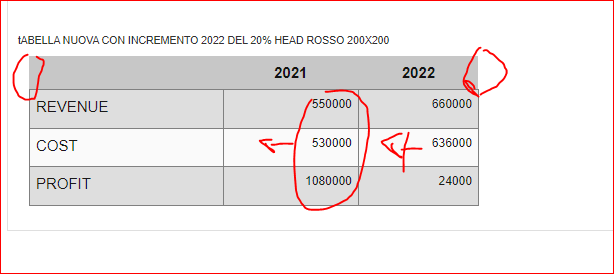 tABELLA NUOVA CON INCREMENTO 2022 DEL 20% HEAD ROSSO 200X200
2021 2022
REVENUE 550000 660000
COST 530000 636000
PROFIT 1080000 24000